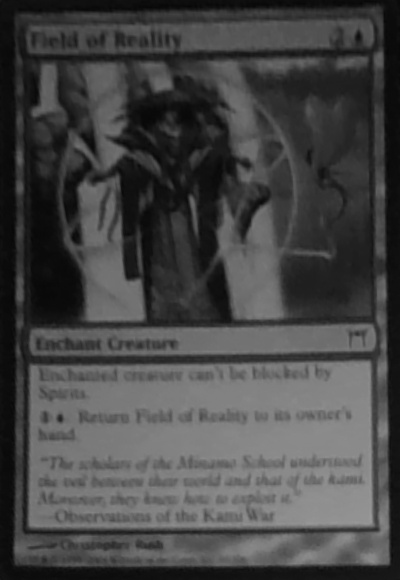 Field of Reality 2
Enchant Creature
Enchanted creature can't be blocked by
Spirits.
Return Field of Reality to its owner's
hand.
"The scholars of the Minamo School understood
the veil between their world and that of the kami.
Moreover, they knew how to exploit it."
—Observations of the Kami War
Christopher Rush